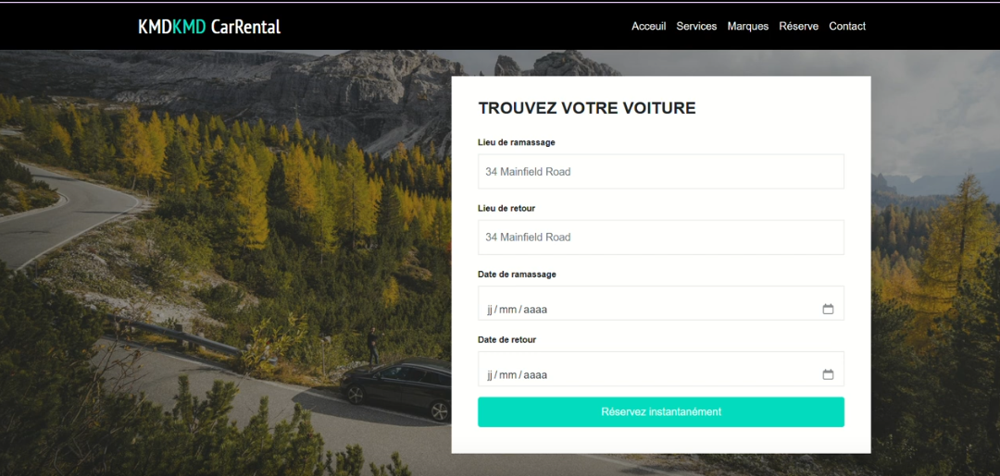 KMDKMD CarRental
Acceuil Services Marques Réserve Contact
TROUVEZ VOTRE VOITURE
Lieu de ramassage
34 Mainfield Road
Lieu de retour
34 Mainfield Road
Date de ramassage
jj/mm/aaaa
Date de retour
jj/mm/aaaa
Réservez instantanément